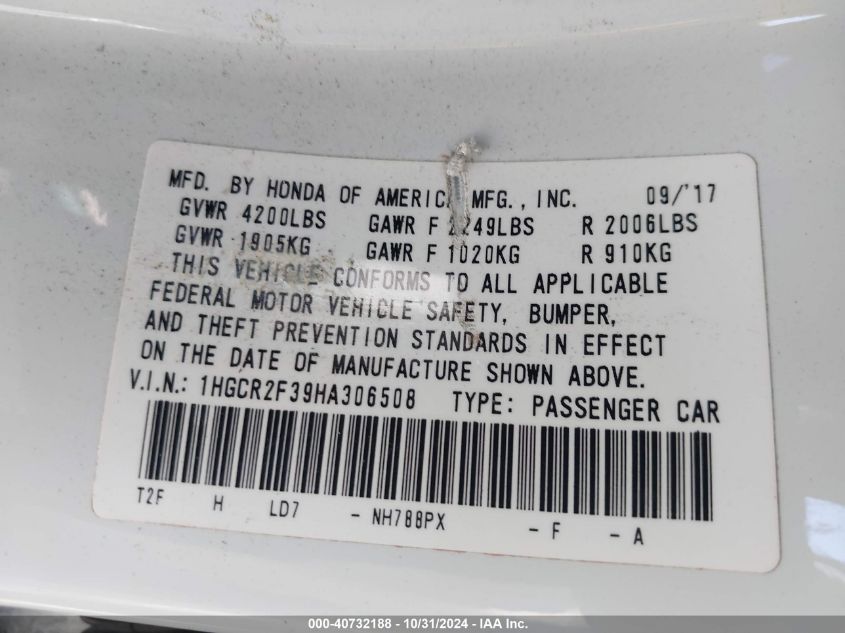 MFD. BY HONDA OF AMERICA MFG., INC. 09/'17
GVWR 4200LBS GAWR F 2249LBS R 2006LBS
GVWR 1905KG GAWR F 1020KG R 910KG
THIS VEHICLE CONFORMS TO ALL APPLICABLE
FEDERAL MOTOR VEHICLE SAFETY, BUMPER,
AND THEFT PREVENTION STANDARDS IN EFFECT
ON THE DATE OF MANUFACTURE SHOWN ABOVE.
V.I.N.: 1HGCR2F39HA306508 TYPE: PASSENGER CAR
T2F H LD7 - NH788PX - F - A
000-40732188 - 10/31/2024 - IAA Inc.